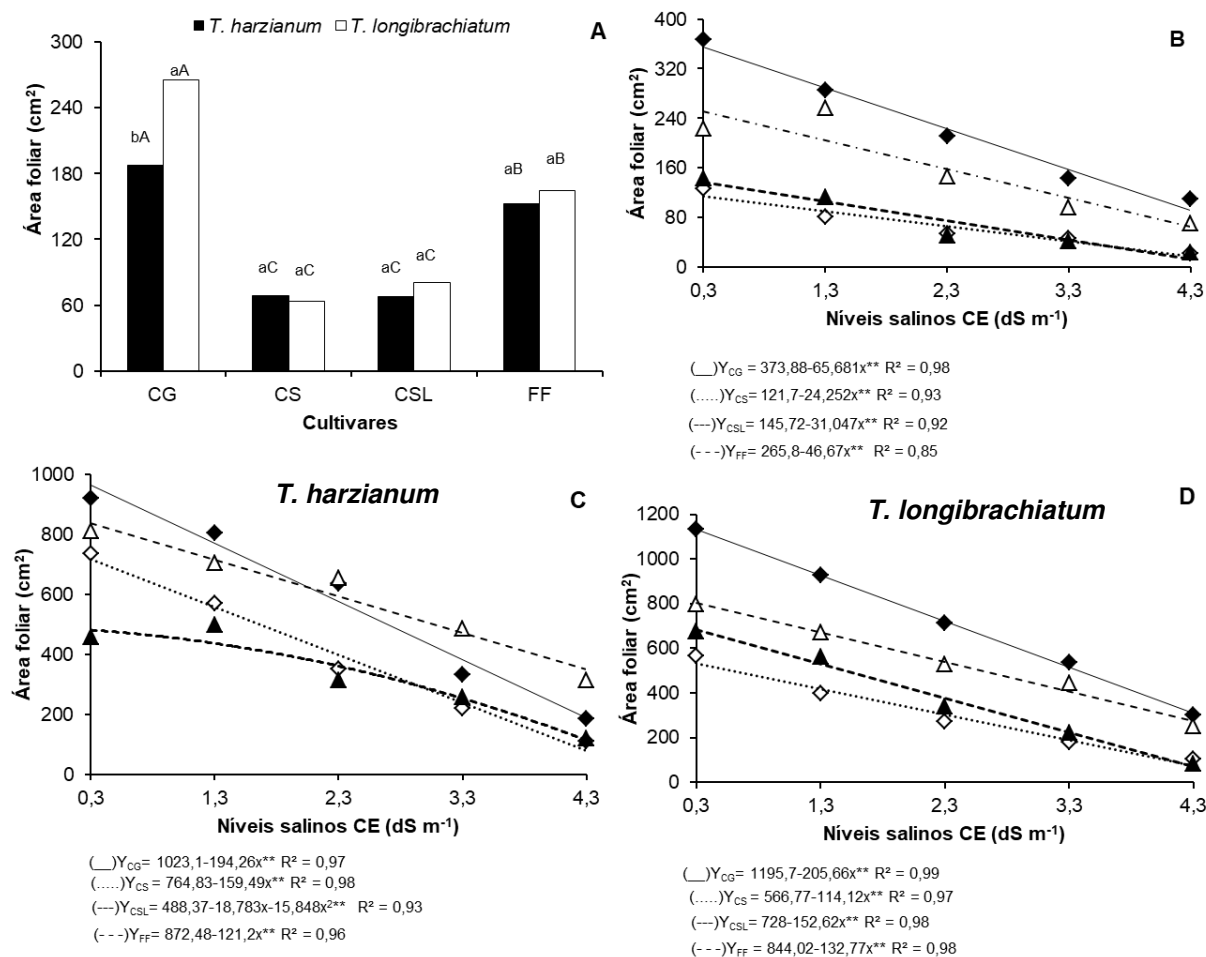 T. harzianum T. longibrachiatum
A
Área foliar (cm²)
300
240
180
120
60
0
bA
aA
aC
aC
aC
aC
aB
aB
CG CS CSL FF
Cultivares
B
Área foliar (cm²)
400
320
240
160
80
0
0,3 1,3 2,3 3,3 4,3
Níveis salinos CE (dS m⁻¹)
(__)Y_CG = 373,88-65,681x** R² = 0,98
(.....)Y_CS = 121,7-24,252x** R² = 0,93
(---)Y_CSL= 145,72-31,047x** R² = 0,92
(- - -)Y_FF= 265,8-46,67x** R² = 0,85
T. harzianum
C
Área foliar (cm²)
1000
800
600
400
200
0
0,3 1,3 2,3 3,3 4,3
Níveis salinos CE (dS m⁻¹)
(__)Y_CG= 1023,1-194,26x** R² = 0,97
(.....)Y_CS= 764,83-159,49x** R² = 0,98
(---)Y_CSL= 488,37-18,783x-15,848x²** R² = 0,93
(- - -)Y_FF= 872,48-121,2x** R² = 0,96
T. longibrachiatum
D
Área foliar (cm²)
1200
1000
800
600
400
200
0
0,3 1,3 2,3 3,3 4,3
Níveis salinos CE (dS m⁻¹)
(__)Y_CG= 1195,7-205,66x** R² = 0,99
(.....)Y_CS = 566,77-114,12x** R² = 0,97
(---)Y_CSL= 728-152,62x** R² = 0,98
(- - -)Y_FF = 844,02-132,77x** R² = 0,98